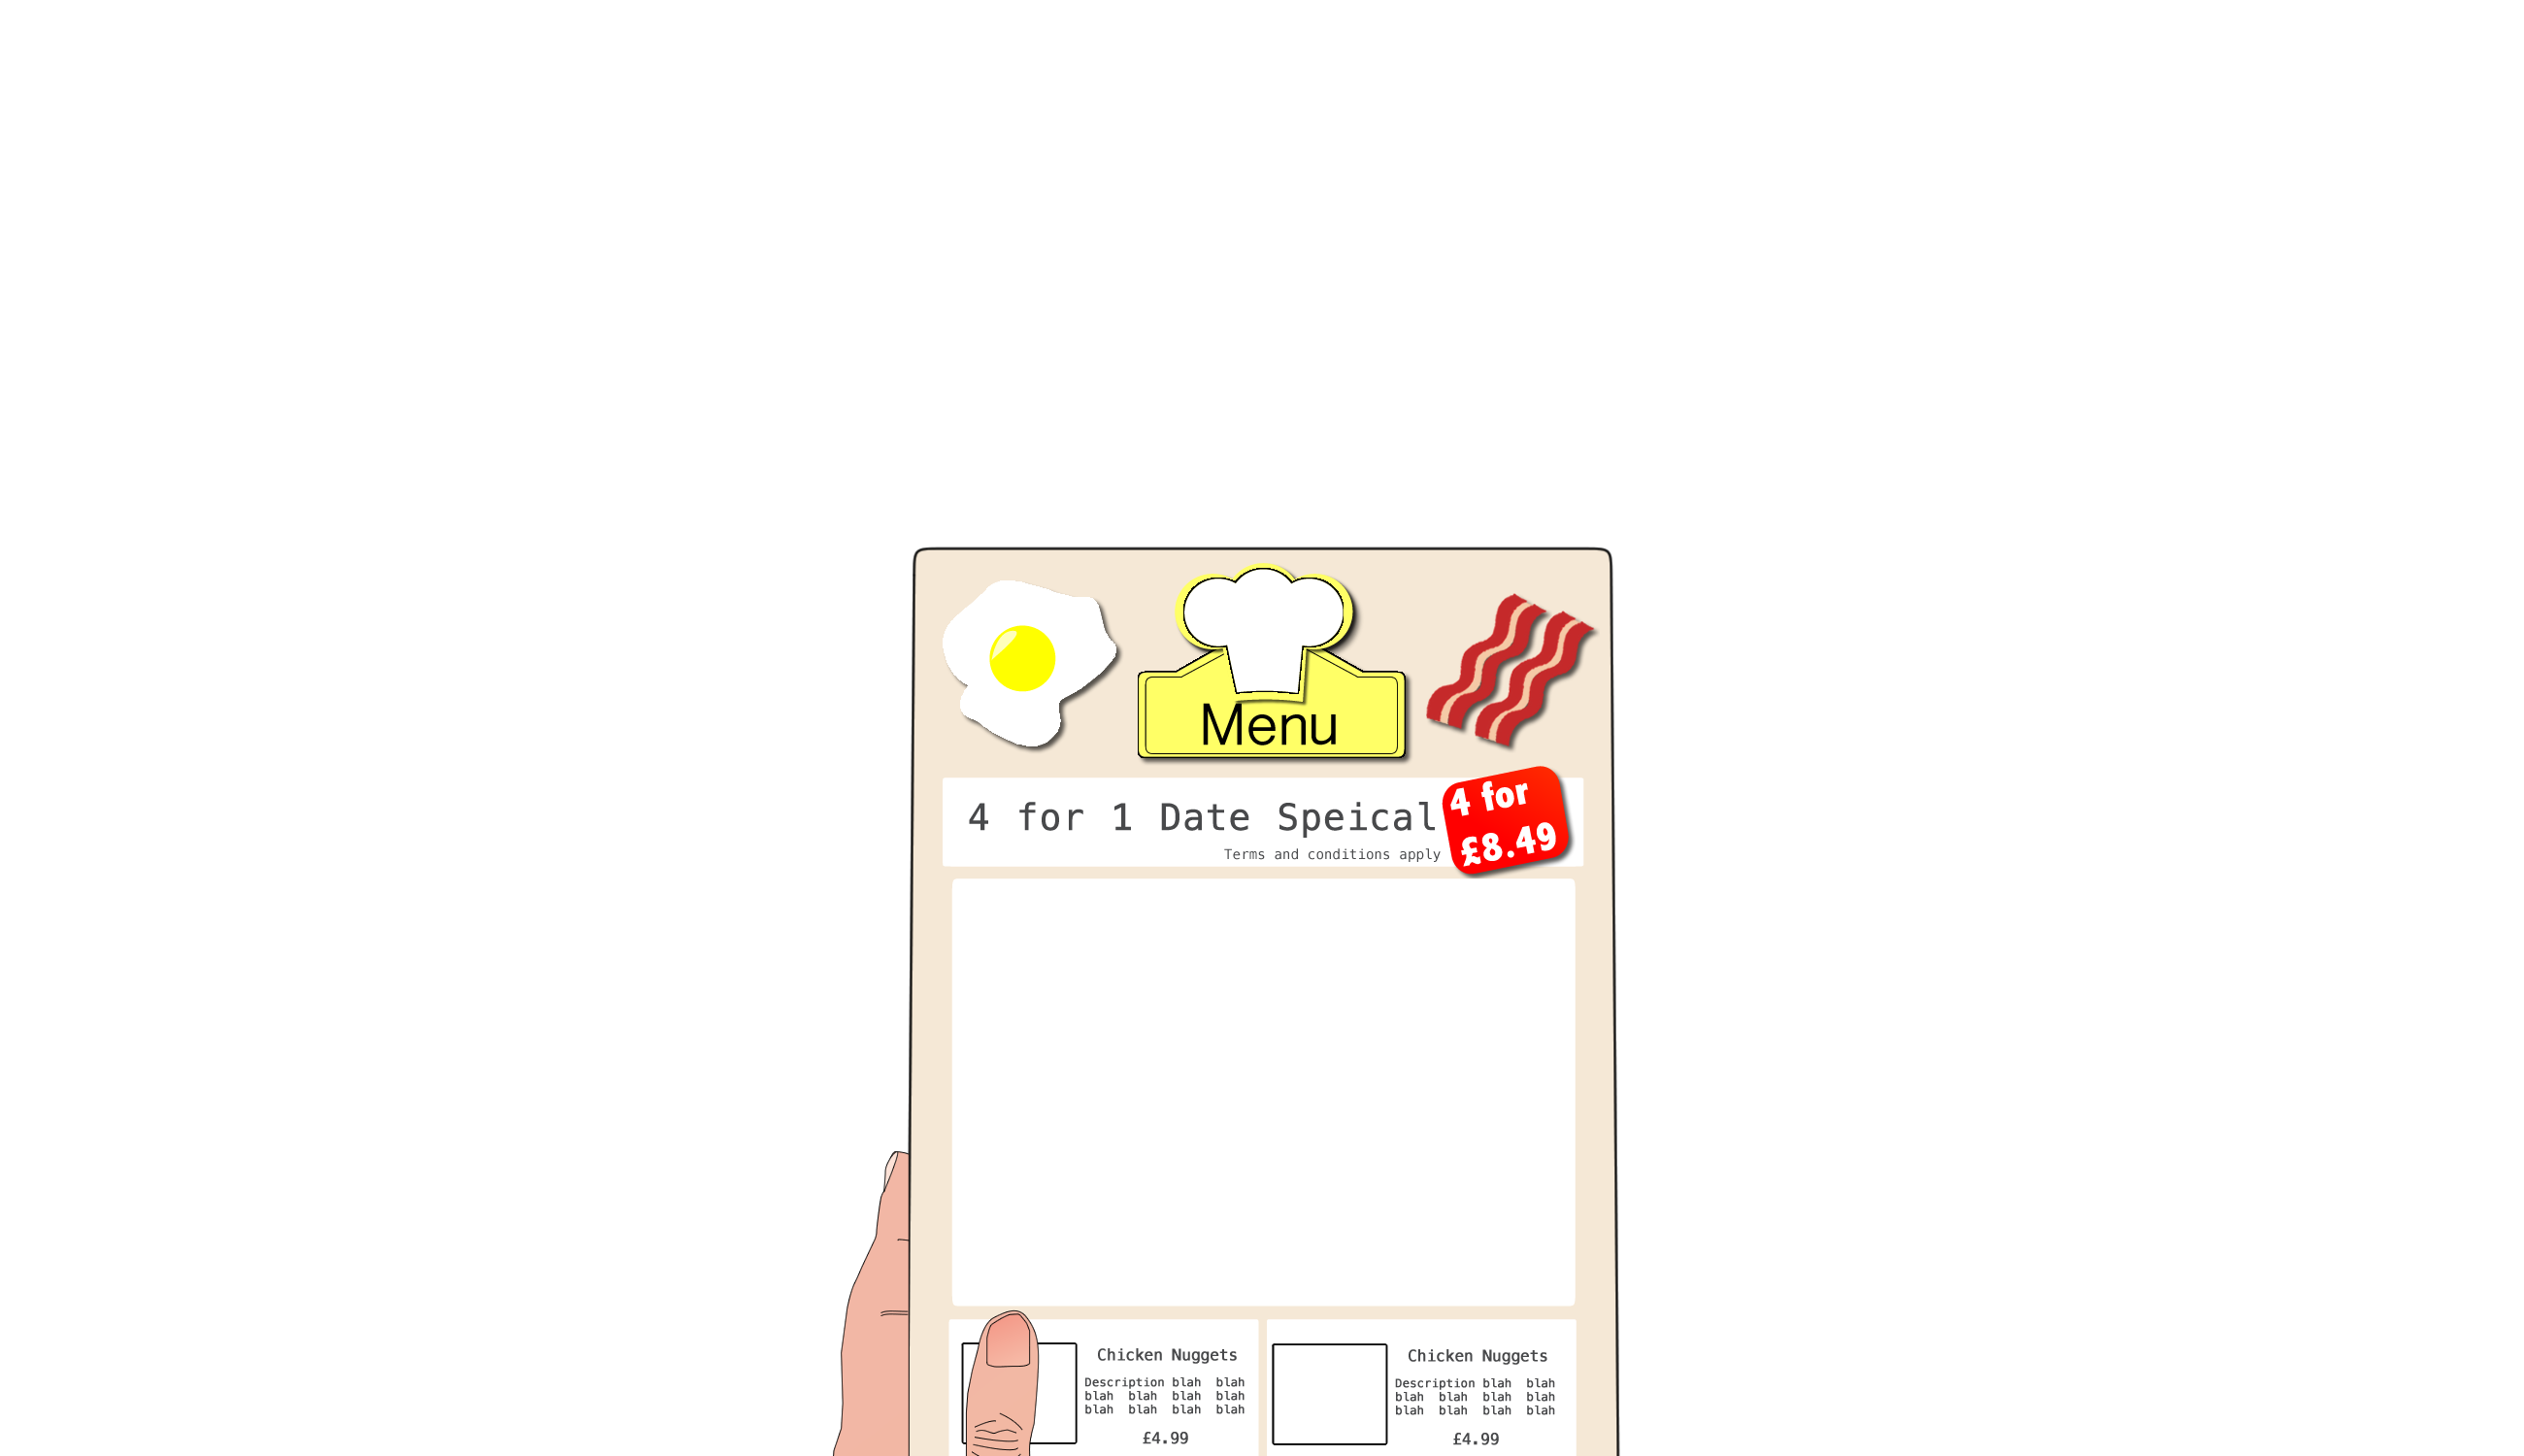 Menu
4 for 1 Date Speical
4 for
£8.49
Terms and conditions apply
Chicken Nuggets
Description blah blah
blah blah blah blah
blah blah blah blah
£4.99
Chicken Nuggets
Description blah blah
blah blah blah blah
blah blah blah blah
£4.99